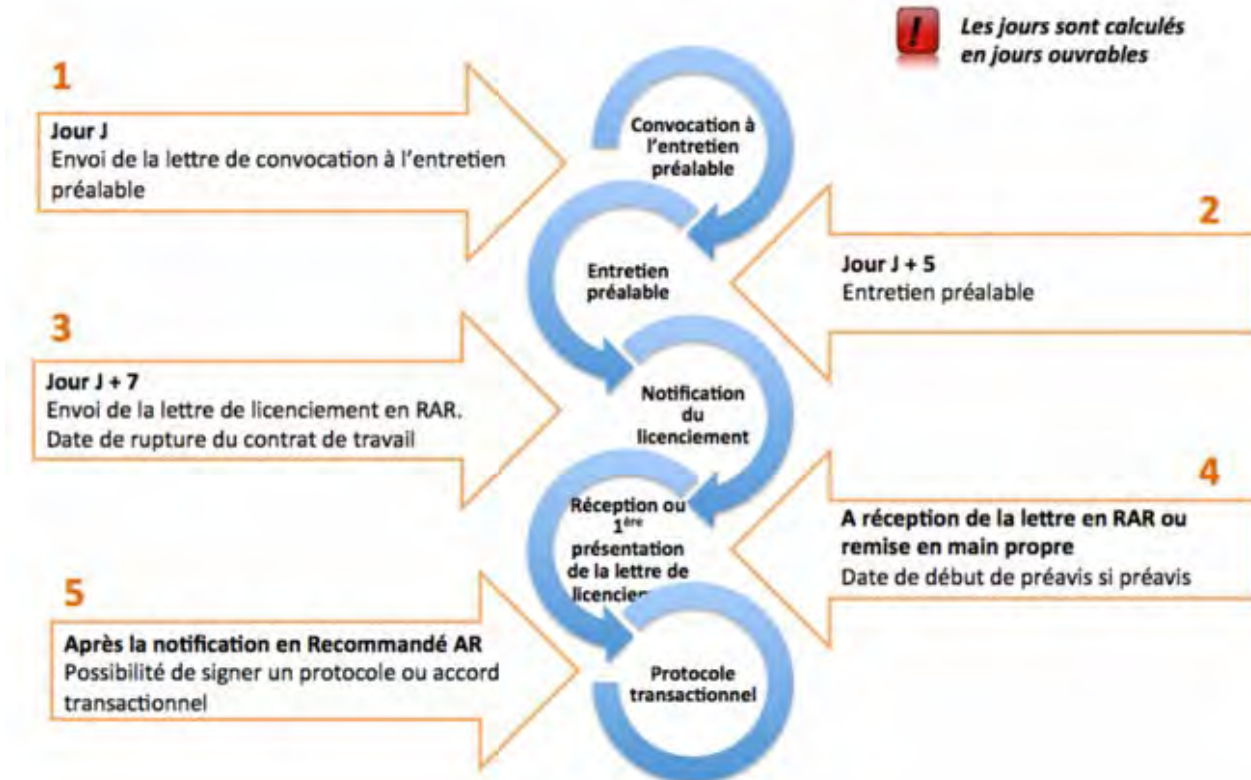 !
Les jours sont calculés
en jours ouvrables
1
Jour J
Envoi de la lettre de convocation à l'entretien
préalable
Convocation à
l'entretien
préalable
2
Jour J + 5
Entretien préalable
Entretien
préalable
3
Jour J + 7
Envoi de la lettre de licenciement en RAR.
Date de rupture du contrat de travail
Notification
du
licenciement
4
A réception de la lettre en RAR ou
remise en main propre
Date de début de préavis si préavis
Réception ou
1ère
présentation
de la lettre de
licencie
5
Après la notification en Recommandé AR
Possibilité de signer un protocole ou accord
transactionnel
Protocole
transactionnel